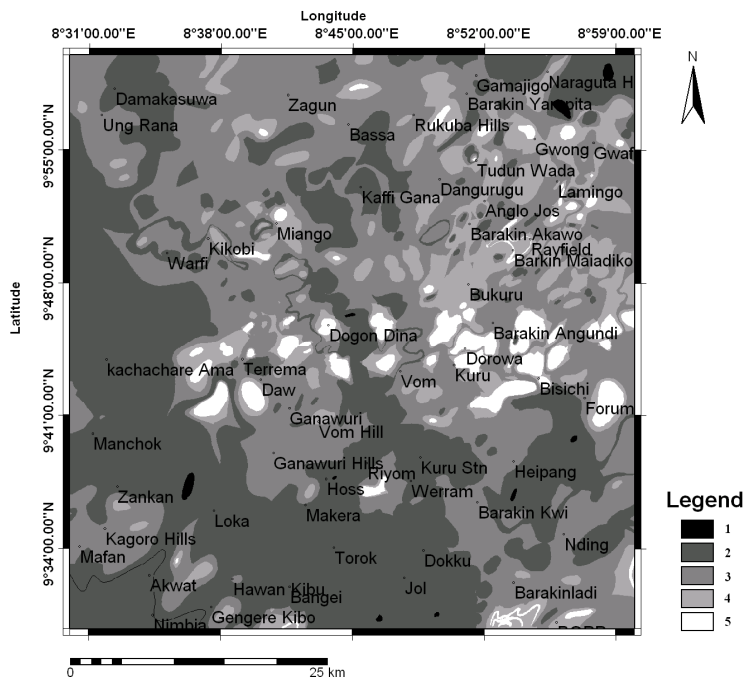 Longitude
8°31'00.00''E 8°38'00.00''E 8°45'00.00''E 8°52'00.00''E 8°59'00.00''E
N
Latitude
9°55'00.00''N
9°48'00.00''N
9°41'00.00''N
9°34'00.00''N
Gamajigo Naraguta H
Damakasuwa Zagun Barakin Yarnpita
Ung Rana Bassa Rukuba Hills
Gwong Gwaf
Tudun Wada
Kaffi Gana Dangurugu Lamingo
Anglo Jos
Miango Barakin Akawo
Kikobi Rayfield
Warfi Barkin Maiadiko
Bukuru
Dogon Dina Barakin Angundi
kachachare Ama Terrema Dorowa
Daw Vom Kuru Bisichi
Ganawuri Forum
Manchok Vom Hill
Ganawuri Hills Riyom Kuru Stn Heipang
Zankan Hoss Werram
Loka Makera Barakin Kwi
Kagoro Hills Nding
Mafan Torok Dokku
Akwat Hawan Kibu Jol Barakinladi
Bangei
Nimbia Gengere Kibo
Legend
1
2
3
4
5
0 25 km